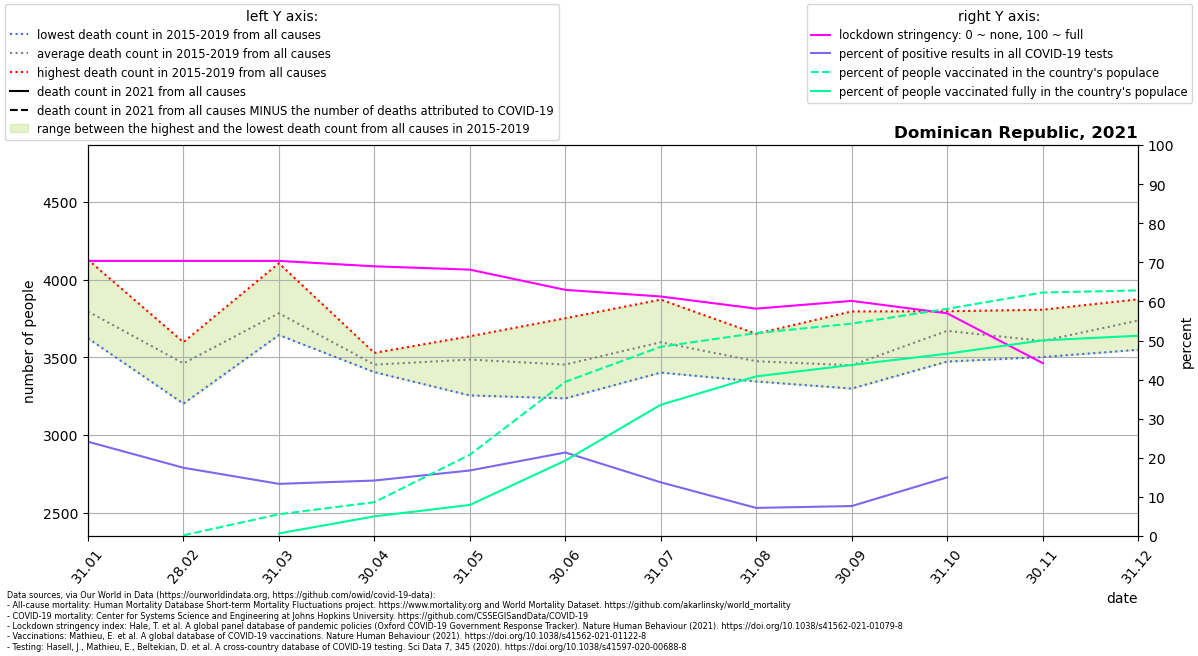 left Y axis:
lowest death count in 2015-2019 from all causes
average death count in 2015-2019 from all causes
highest death count in 2015-2019 from all causes
death count in 2021 from all causes
death count in 2021 from all causes MINUS the number of deaths attributed to COVID-19
range between the highest and the lowest death count from all causes in 2015-2019
right Y axis:
lockdown stringency: 0 ~ none, 100 ~ full
percent of positive results in all COVID-19 tests
percent of people vaccinated in the country's populace
percent of people vaccinated fully in the country's populace
Dominican Republic, 2021
4500
4000
3500
3000
2500
number of people
100
90
80
70
60
50
40
30
20
10
0
percent
31.01
28.02
31.03
30.04
31.05
30.06
31.07
31.08
30.09
31.10
30.11
31.12
date
Data sources, via Our World in Data (https://ourworldindata.org, https://github.com/owid/covid-19-data):
- All-cause mortality: Human Mortality Database Short-term Mortality Fluctuations project. https://www.mortality.org and World Mortality Dataset. https://github.com/akarlinsky/world_mortality
- COVID-19 mortality: Center for Systems Science and Engineering at Johns Hopkins University. https://github.com/CSSEGISandData/COVID-19
- Lockdown stringency index: Hale, T. et al. A global panel database of pandemic policies (Oxford COVID-19 Government Response Tracker). Nature Human Behaviour (2021). https://doi.org/10.1038/s41562-021-01079-8
- Vaccinations: Mathieu, E. et al. A global database of COVID-19 vaccinations. Nature Human Behaviour (2021). https://doi.org/10.1038/s41562-021-01122-8
- Testing: Hasell, J., Mathieu, E., Beltekian, D. et al. A cross-country database of COVID-19 testing. Sci Data 7, 345 (2020). https://doi.org/10.1038/s41597-020-00688-8